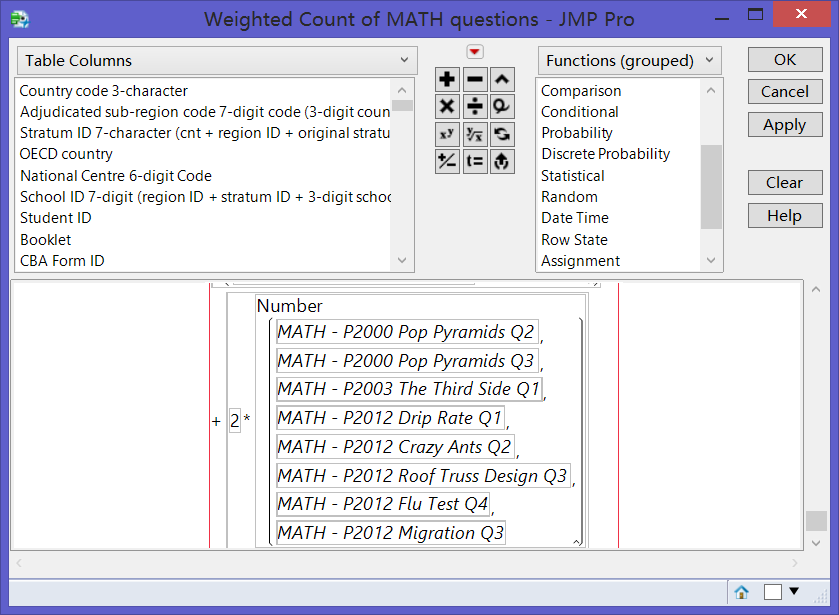 Weighted Count of MATH questions - JMP Pro
Table Columns
Country code 3-character
Adjudicated sub-region code 7-digit code (3-digit coun
Stratum ID 7-character (cnt + region ID + original stratu
OECD country
National Centre 6-digit Code
School ID 7-digit (region ID + stratum ID + 3-digit schoo
Student ID
Booklet
CBA Form ID
xʸ
ʸ√x
t=
Functions (grouped)
Comparison
Conditional
Probability
Discrete Probability
Statistical
Random
Date Time
Row State
Assignment
OK
Cancel
Apply
Clear
Help
Number
MATH - P2000 Pop Pyramids Q2 ,
MATH - P2000 Pop Pyramids Q3 ,
MATH - P2003 The Third Side Q1 ,
MATH - P2012 Drip Rate Q1 ,
+ 2 *
MATH - P2012 Crazy Ants Q2 ,
MATH - P2012 Roof Truss Design Q3 ,
MATH - P2012 Flu Test Q4 ,
MATH - P2012 Migration Q3